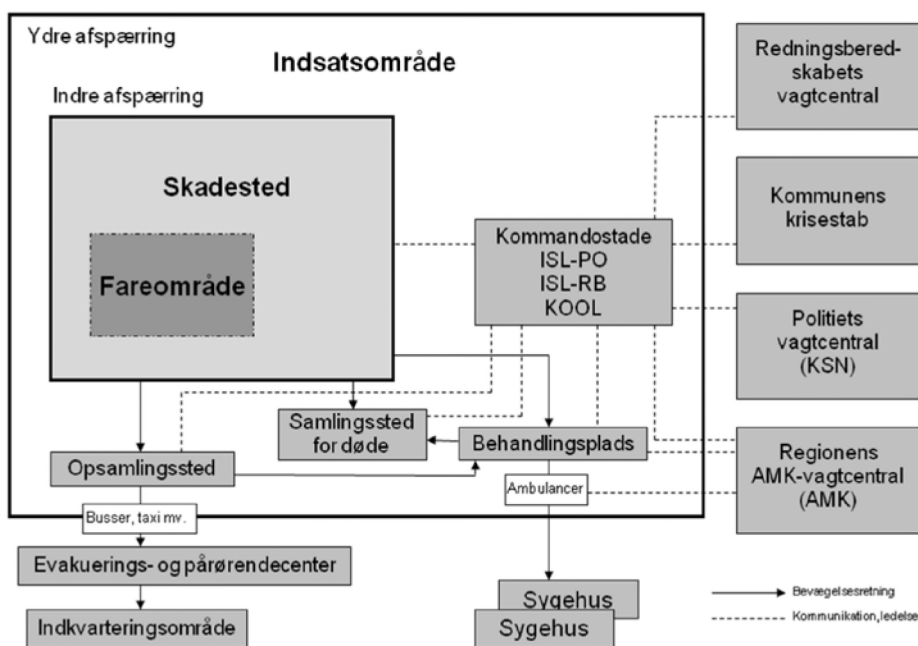 Ydre afspærring
Indsatsområde
Indre afspærring
Skadested
Fareområde
Kommandostade
ISL-PO
ISL-RB
KOOL
Redningsbered-
skabets
vagtcentral
Kommunens
krisestab
Politiets
vagtcentral
(KSN)
Regionens
AMK-vagtcentral
(AMK)
Samlingssted
for døde
Behandlingsplads
Opsamlingssted
Ambulancer
Busser, taxi mv.
Evakuerings- og pårørendecenter
Indkvarteringsområde
Sygehus
Sygehus
Bevægelsesretning
Kommunikation,ledelse